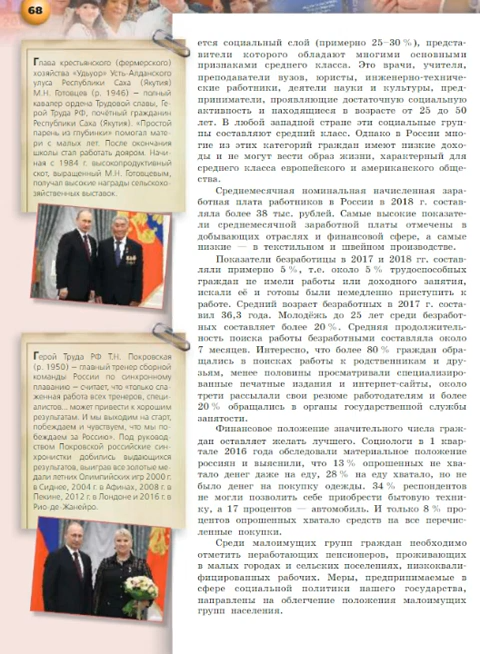 68
Глава крестьянского (фермерского)
хозяйства «Удьуор» Усть-Алданского
улуса Республики Саха (Якутия)
М.Н. Готовцев (р. 1946) – полный
кавалер ордена Трудовой славы, Ге-
рой Труда РФ, почётный гражданин
Республики Саха (Якутия). «Простой
парень из глубинки» помогал мате-
ри с малых лет. После окончания
школы стал работать дояром. Начи-
ная с 1984 г. высокопродуктивный
скот, выращенный М.Н. Готовцевым,
получал высокие награды сельскохо-
зяйственных выставок.
Герой Труда РФ Т.Н. Покровская
(р. 1950) – главный тренер сборной
команды России по синхронному
плаванию – считает, что «только сла-
женная работа всех тренеров, специ-
алистов... может привести к хорошим
результатам. И мы выходим на старт,
побеждаем и чувствуем, что мы по-
беждаем за Россию». Под руковод-
ством Покровской российские син-
хронистки добились выдающихся
результатов, выиграв все золотые ме-
дали летних Олимпийских игр 2000 г.
в Сиднее, 2004 г. в Афинах, 2008 г. в
Пекине, 2012 г. в Лондоне и 2016 г. в
Рио-де-Жанейро.
ется социальный слой (примерно 25–30 %), предста-
вители которого обладают многими основными
признаками среднего класса. Это врачи, учителя,
преподаватели вузов, юристы, инженерно-техниче-
ские работники, деятели науки и культуры, пред-
приниматели, проявляющие достаточную социальную
активность и находящиеся в возрасте от 25 до 50
лет. В любой западной стране эти социальные груп-
пы составляют средний класс. Однако в России мно-
гие из этих категорий граждан имеют низкие дохо-
ды и не могут вести образ жизни, характерный для
среднего класса европейского и американского обще-
ства.
Среднемесячная номинальная начисленная зара-
ботная плата работников в России в 2018 г. состав-
ляла более 38 тыс. рублей. Самые высокие показате-
ли среднемесячной заработной платы отмечены в
добывающих отраслях и финансовой сфере, а самые
низкие — в текстильном и швейном производстве.
Показатели безработицы в 2017 и 2018 гг. состав-
ляли примерно 5 %, т.е. около 5 % трудоспособных
граждан не имели работы или доходного занятия,
искали её и готовы были немедленно приступить к
работе. Средний возраст безработных в 2017 г. соста-
вил 36,3 года. Молодёжь до 25 лет среди безработ-
ных составляет более 20 %. Средняя продолжитель-
ность поиска работы безработными составляла около
7 месяцев. Интересно, что более 80 % граждан обра-
щались в поисках работы к родственникам и дру-
зьям, менее половины просматривали специализиро-
ванные печатные издания и интернет-сайты, около
трети рассылали свои резюме работодателям и более
20 % обращались в органы государственной службы
занятости.
Финансовое положение значительного числа граж-
дан оставляет желать лучшего. Социологи в 1 квар-
тале 2016 года обследовали материальное положение
россиян и выяснили, что 13 % опрошенных не хва-
тало денег даже на еду, 28 % на еду хватало, но не
было денег на покупку одежды. 34 % респондентов
не могли позволить себе приобрести бытовую техни-
ку, а 17 процентов — автомобиль. И только 8 % про-
центов опрошенных хватало средств на все перечис-
ленные покупки.
Среди малоимущих групп граждан необходимо
отметить неработающих пенсионеров, проживающих
в малых городах и сельских поселениях, низкоквали-
фицированных рабочих. Меры, предпринимаемые в
сфере социальной политики нашего государства,
направлены на облегчение положения малоимущих
групп населения.